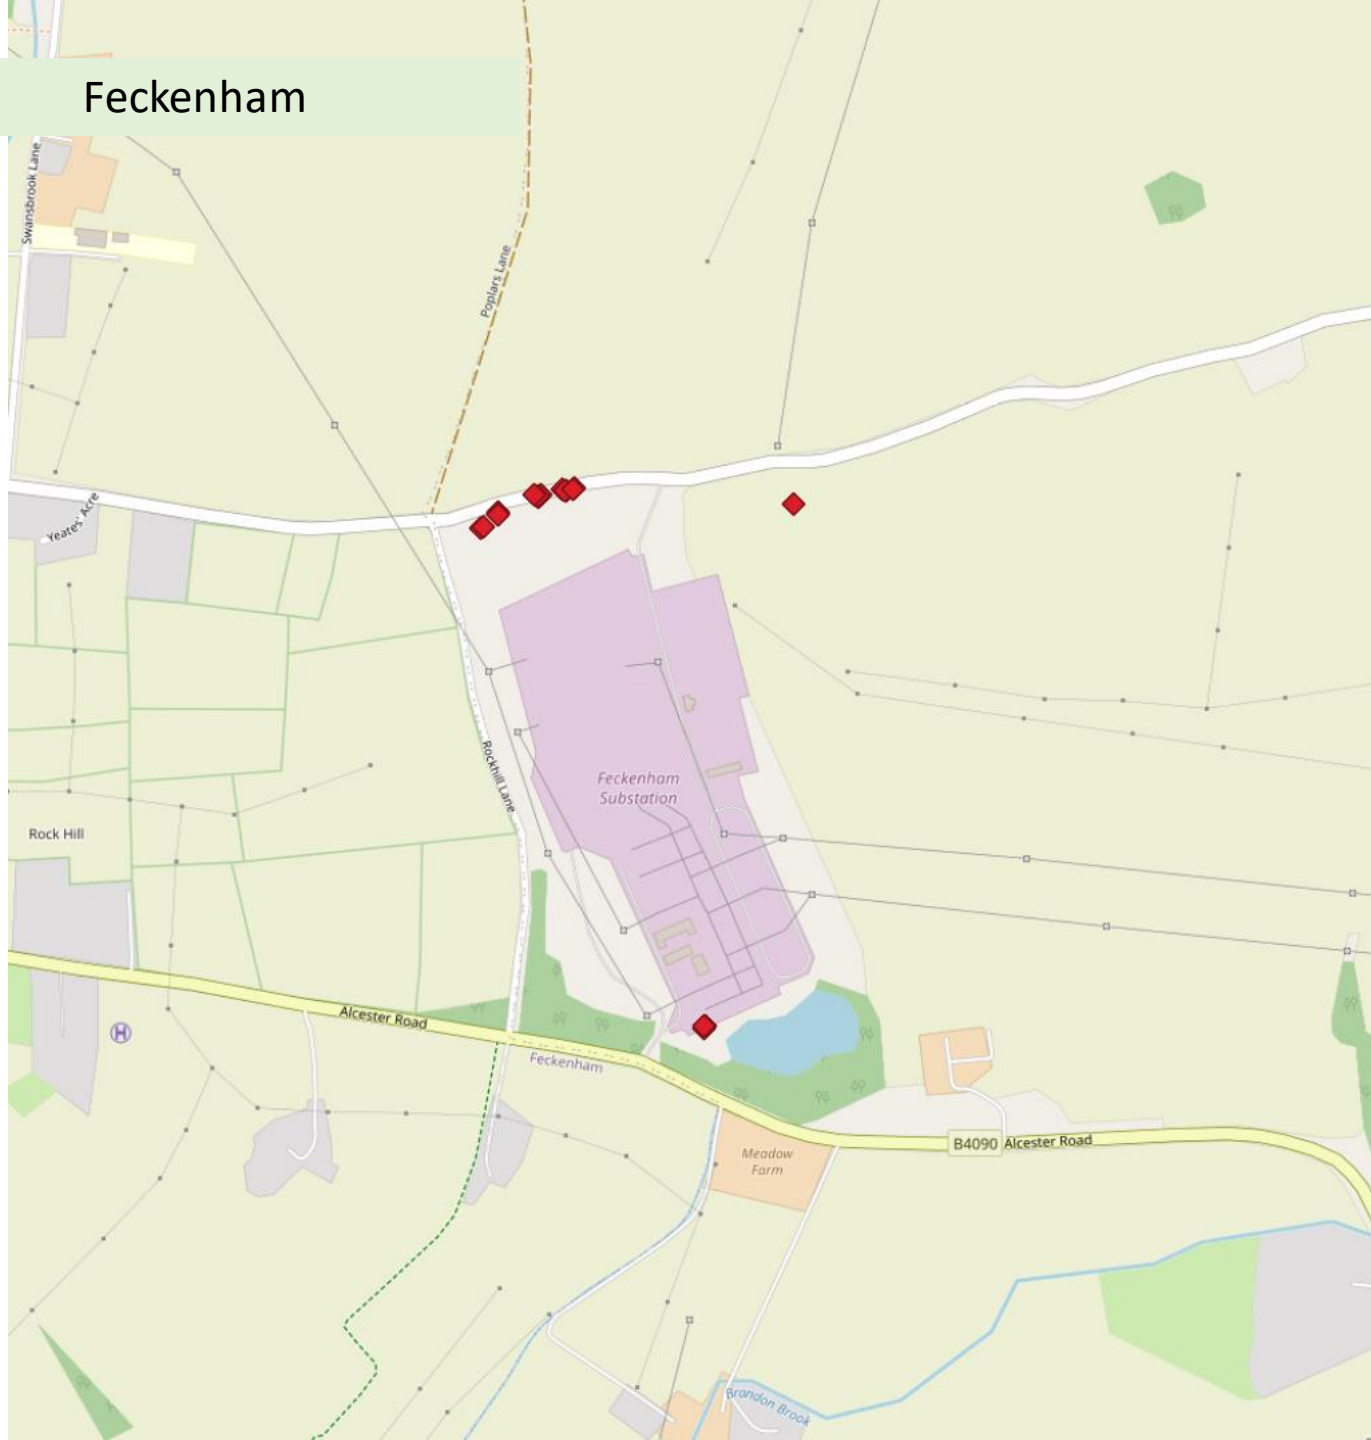 Feckenham
Swansbrook Lane
Poplars Lane
Yeates' Acre
Rockhill Lane
Feckenham
Substation
Rock Hill
Alcester Road
Feckenham
B4090
Alcester Road
Meadow
Farm
Brandon Brook
H